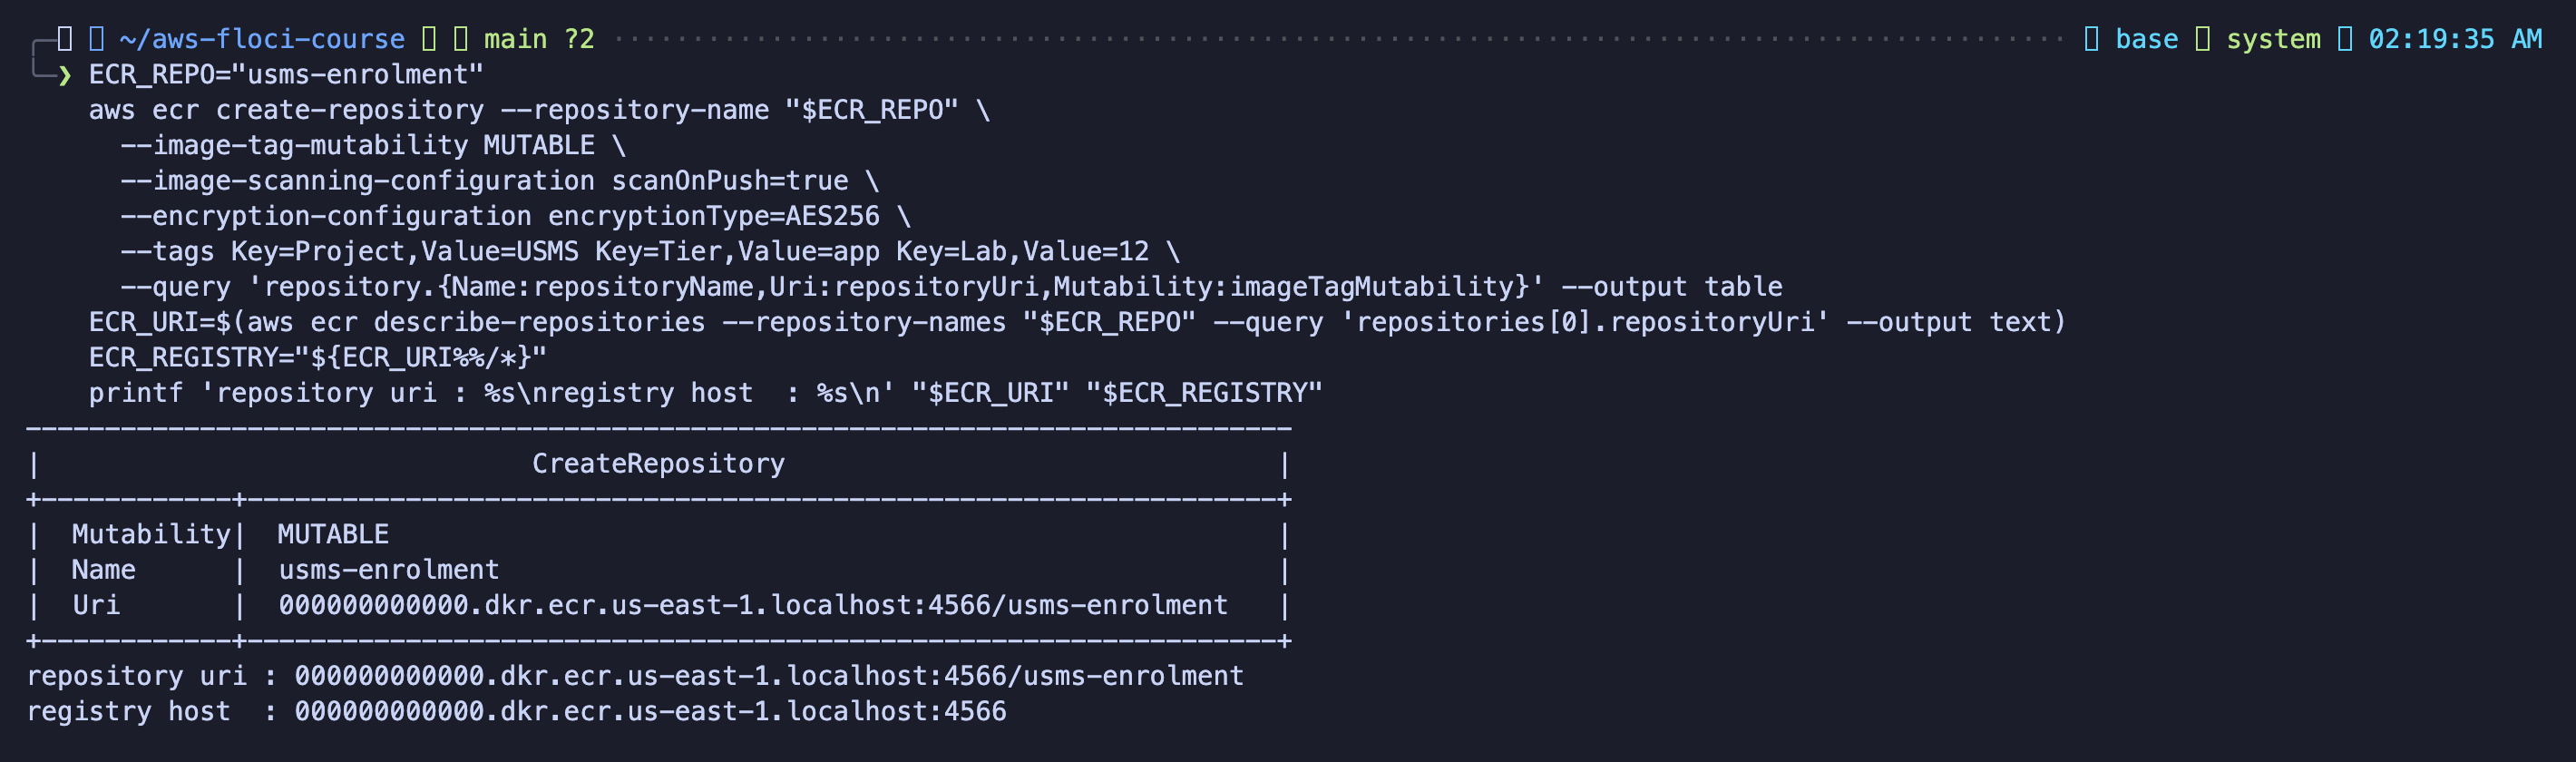 ~/aws-floci-course main ?2 base system 02:19:35 AM
❯ ECR_REPO="usms-enrolment"
aws ecr create-repository --repository-name "$ECR_REPO" \
--image-tag-mutability MUTABLE \
--image-scanning-configuration scanOnPush=true \
--encryption-configuration encryptionType=AES256 \
--tags Key=Project,Value=USMS Key=Tier,Value=app Key=Lab,Value=12 \
--query 'repository.{Name:repositoryName,Uri:repositoryUri,Mutability:imageTagMutability}' --output table
ECR_URI=$(aws ecr describe-repositories --repository-names "$ECR_REPO" --query 'repositories[0].repositoryUri' --output text)
ECR_REGISTRY="${ECR_URI%%/*}"
printf 'repository uri : %s\nregistry host  : %s\n' "$ECR_URI" "$ECR_REGISTRY"
--------------------------------------------------------------------------------
|                               CreateRepository                               |
+------------+-----------------------------------------------------------------+
|  Mutability|  MUTABLE                                                        |
|  Name      |  usms-enrolment                                                 |
|  Uri       |  000000000000.dkr.ecr.us-east-1.localhost:4566/usms-enrolment   |
+------------+-----------------------------------------------------------------+
repository uri : 000000000000.dkr.ecr.us-east-1.localhost:4566/usms-enrolment
registry host  : 000000000000.dkr.ecr.us-east-1.localhost:4566